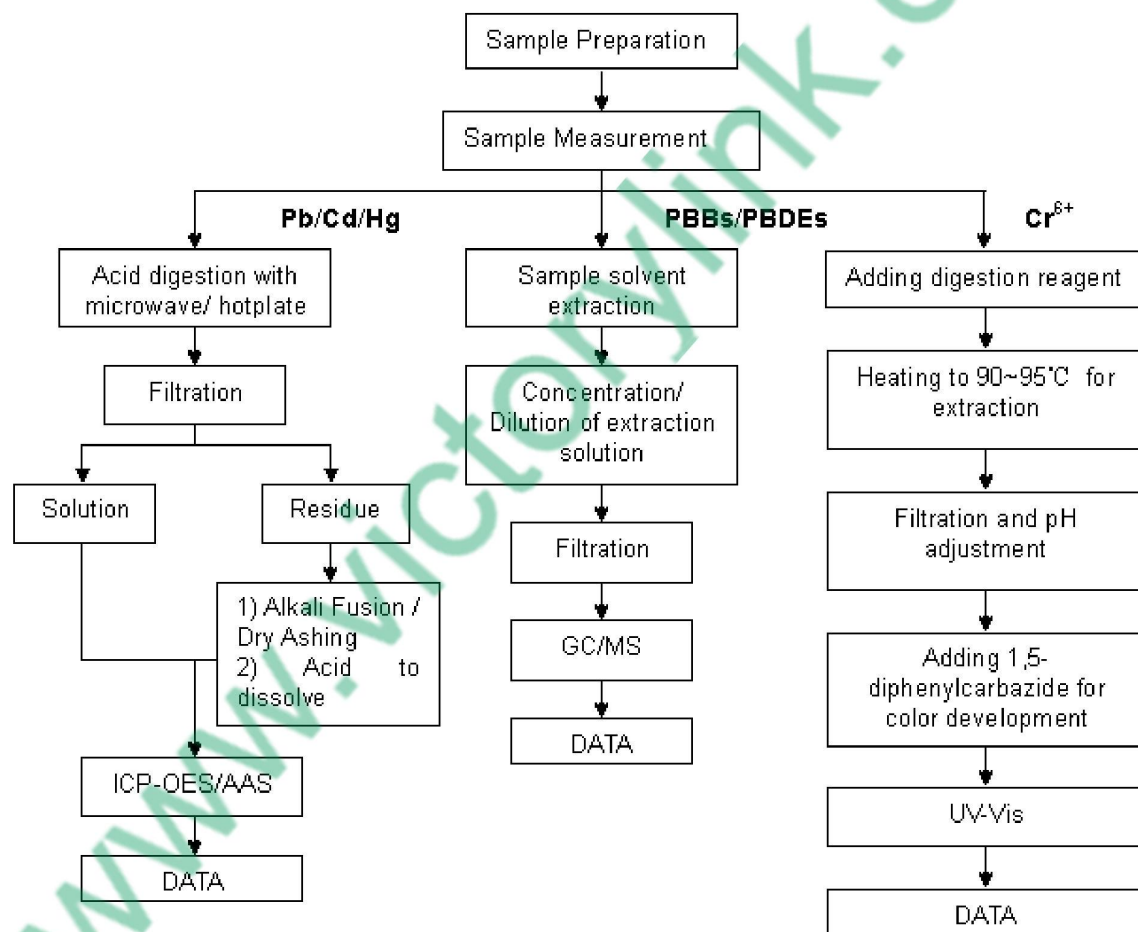 Sample Preparation
Sample Measurement
Pb/Cd/Hg
Acid digestion with
microwave/ hotplate
Filtration
Solution
Residue
1) Alkali Fusion /
Dry Ashing
2) Acid to
dissolve
ICP-OES/AAS
DATA
PBBs/PBDEs
Sample solvent
extraction
Concentration/
Dilution of extraction
solution
Filtration
GC/MS
DATA
Cr⁶⁺
Adding digestion reagent
Heating to 90~95°C for
extraction
Filtration and pH
adjustment
Adding 1,5-
diphenylcarbazide for
color development
UV-Vis
DATA
www.victorylink.